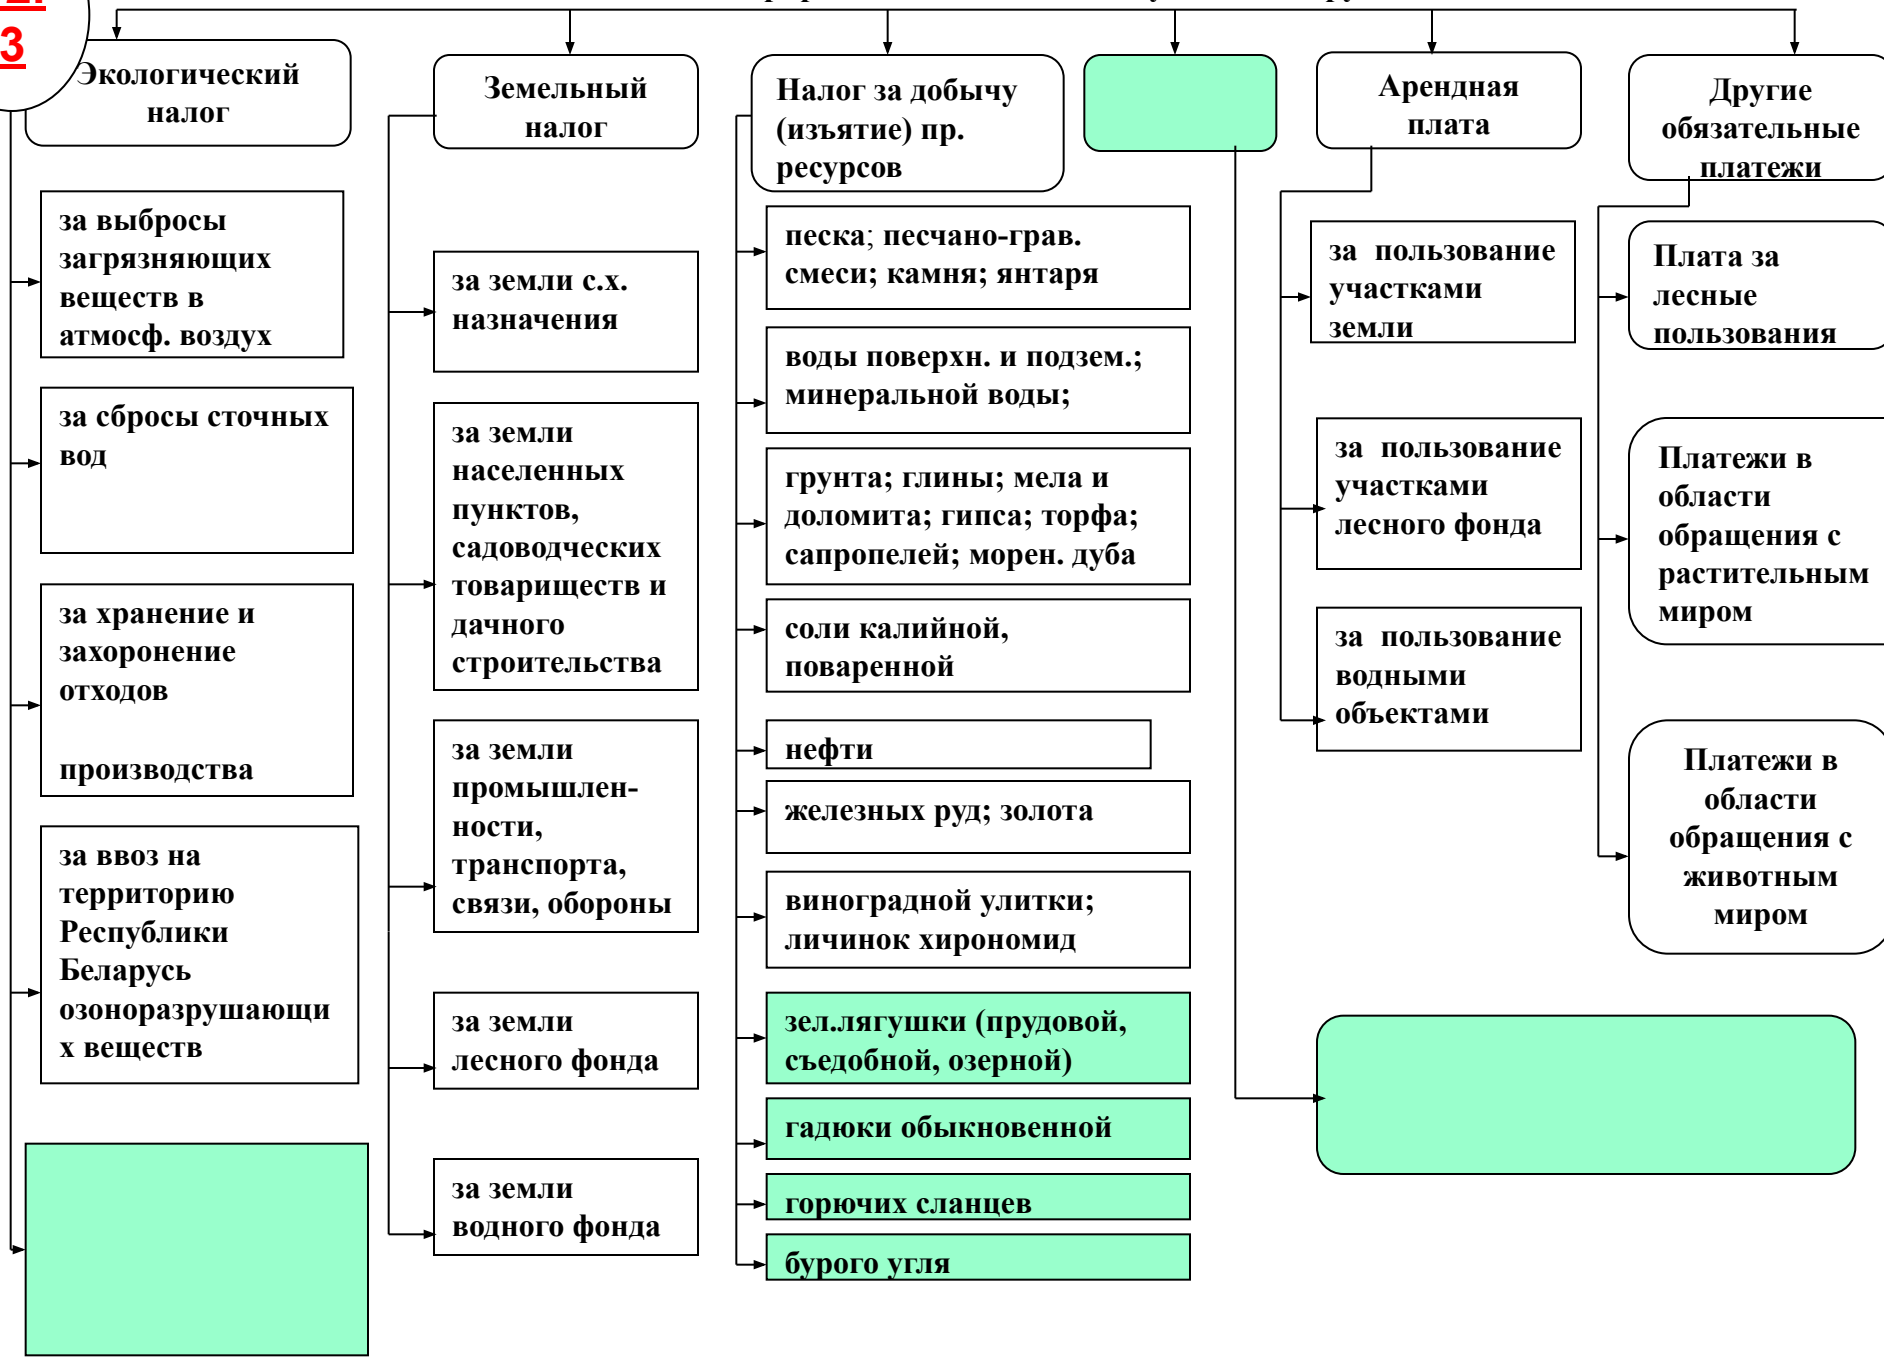 3
Экологический
налог
Земельный
налог
Налог за добычу
(изъятие) пр.
ресурсов
Арендная
плата
Другие
обязательные
платежи
за выбросы
загрязняющих
веществ в
атмосф. воздух
за сбросы сточных
вод
за хранение и
захоронение
отходов
производства
за ввоз на
территорию
Республики
Беларусь
озоноразрушающи
х веществ
за земли с.х.
назначения
за земли
населенных
пунктов,
садоводческих
товариществ и
дачного
строительства
за земли
промышлен-
ности,
транспорта,
связи, обороны
за земли
лесного фонда
за земли
водного фонда
песка; песчано-грав.
смеси; камня; янтаря
воды поверхн. и подзем.;
минеральной воды;
грунта; глины; мела и
доломита; гипса; торфа;
сапропелей; морен. дуба
соли калийной,
поваренной
нефти
железных руд; золота
виноградной улитки;
личинок хирономид
зел.лягушки (прудовой,
съедобной, озерной)
гадюки обыкновенной
горючих сланцев
бурого угля
за пользование
участками
земли
за пользование
участками
лесного фонда
за пользование
водными
объектами
Плата за
лесные
пользования
Платежи в
области
обращения с
растительным
миром
Платежи в
области
обращения с
животным
миром